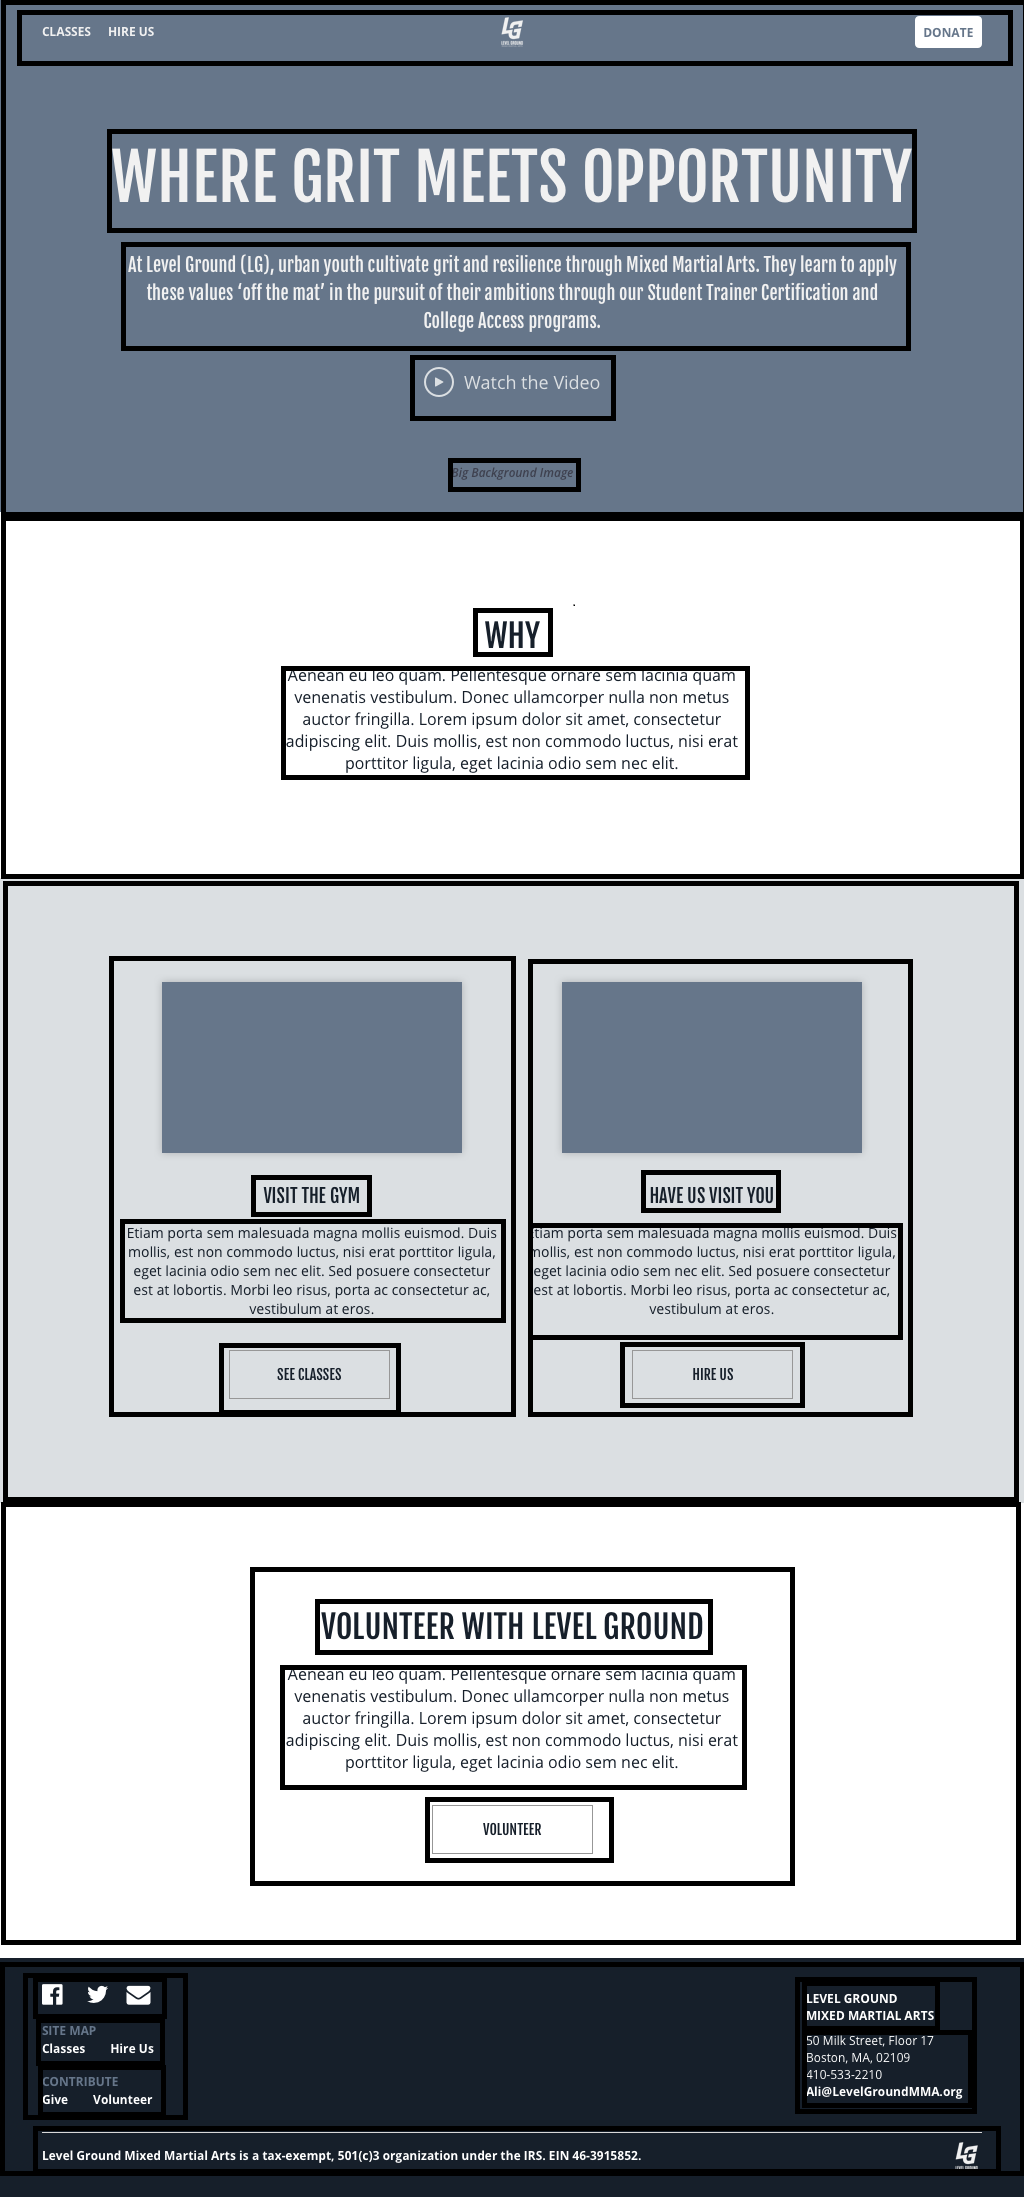 CLASSES HIRE US LG LEVEL GROUND DONATE
WHERE GRIT MEETS OPPORTUNITY
At Level Ground (LG), urban youth cultivate grit and resilience through Mixed Martial Arts. They learn to apply
these values ‘off the mat’ in the pursuit of their ambitions through our Student Trainer Certification and
College Access programs.
Watch the Video
Big Background Image
.
WHY
Aenean eu leo quam. Pellentesque ornare sem lacinia quam
venenatis vestibulum. Donec ullamcorper nulla non metus
auctor fringilla. Lorem ipsum dolor sit amet, consectetur
adipiscing elit. Duis mollis, est non commodo luctus, nisi erat
porttitor ligula, eget lacinia odio sem nec elit.
VISIT THE GYM
Etiam porta sem malesuada magna mollis euismod. Duis
mollis, est non commodo luctus, nisi erat porttitor ligula,
eget lacinia odio sem nec elit. Sed posuere consectetur
est at lobortis. Morbi leo risus, porta ac consectetur ac,
vestibulum at eros.
SEE CLASSES
HAVE US VISIT YOU
Etiam porta sem malesuada magna mollis euismod. Duis
mollis, est non commodo luctus, nisi erat porttitor ligula,
eget lacinia odio sem nec elit. Sed posuere consectetur
est at lobortis. Morbi leo risus, porta ac consectetur ac,
vestibulum at eros.
HIRE US
VOLUNTEER WITH LEVEL GROUND
Aenean eu leo quam. Pellentesque ornare sem lacinia quam
venenatis vestibulum. Donec ullamcorper nulla non metus
auctor fringilla. Lorem ipsum dolor sit amet, consectetur
adipiscing elit. Duis mollis, est non commodo luctus, nisi erat
porttitor ligula, eget lacinia odio sem nec elit.
VOLUNTEER
SITE MAP
Classes Hire Us
CONTRIBUTE
Give Volunteer
LEVEL GROUND
MIXED MARTIAL ARTS
50 Milk Street, Floor 17
Boston, MA, 02109
410-533-2210
Ali@LevelGroundMMA.org
Level Ground Mixed Martial Arts is a tax-exempt, 501(c)3 organization under the IRS. EIN 46-3915852.
LG LEVEL GROUND